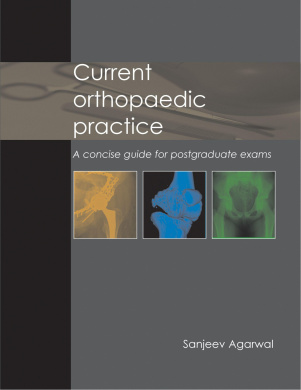 Current
orthopaedic
practice
A concise guide for postgraduate exams
Sanjeev Agarwal